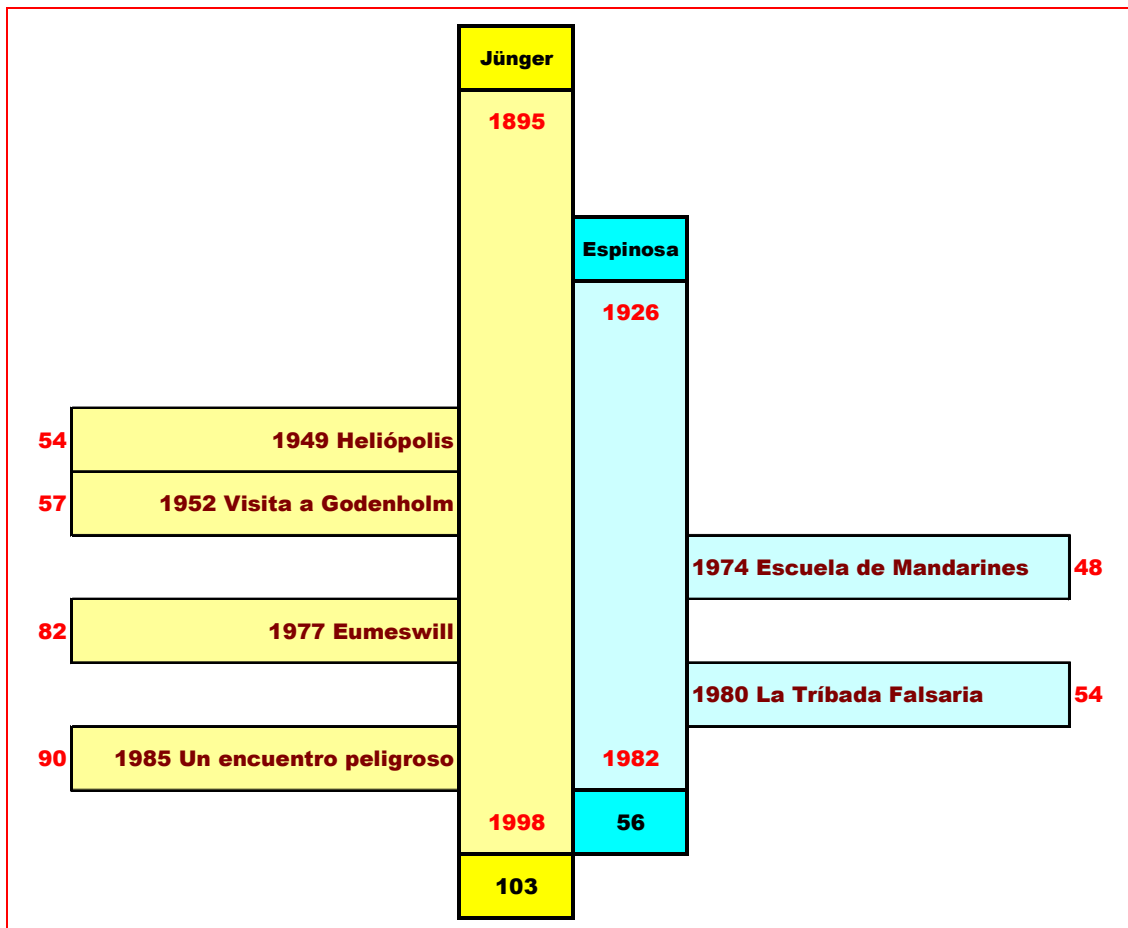 Jünger
1895
Espinosa
1926
54 1949 Heliópolis
57 1952 Visita a Godenholm
1974 Escuela de Mandarines 48
82 1977 Eumeswill
1980 La Tríbada Falsaria 54
90 1985 Un encuentro peligroso 1982
1998 56
103